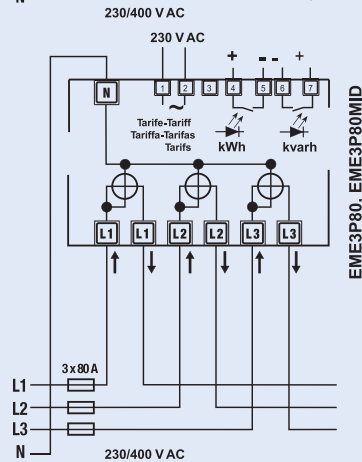 230/400 V AC
230 V AC
+ - - +
N 1 2 3 4 5 6 7
~
Tarife-Tariff
Tariffa-Tarifas
Tarifs
kWh kvarh
EME3P80, EME3P80MID
L1 L1 L2 L2 L3 L3
3x80A
L1
L2
L3
N
230/400 V AC